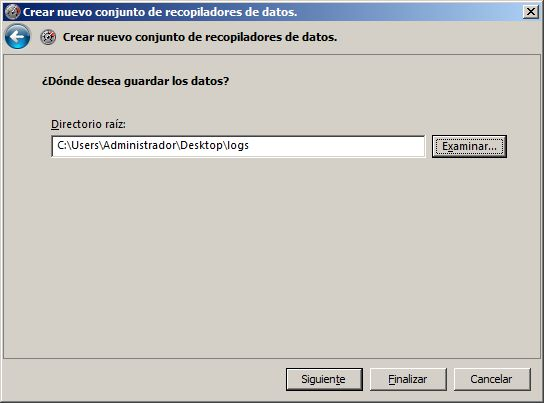 Crear nuevo conjunto de recopiladores de datos.
Crear nuevo conjunto de recopiladores de datos.
¿Dónde desea guardar los datos?
Directorio raíz:
C:\Users\Administrador\Desktop\logs
Examinar...
Siguiente
Finalizar
Cancelar